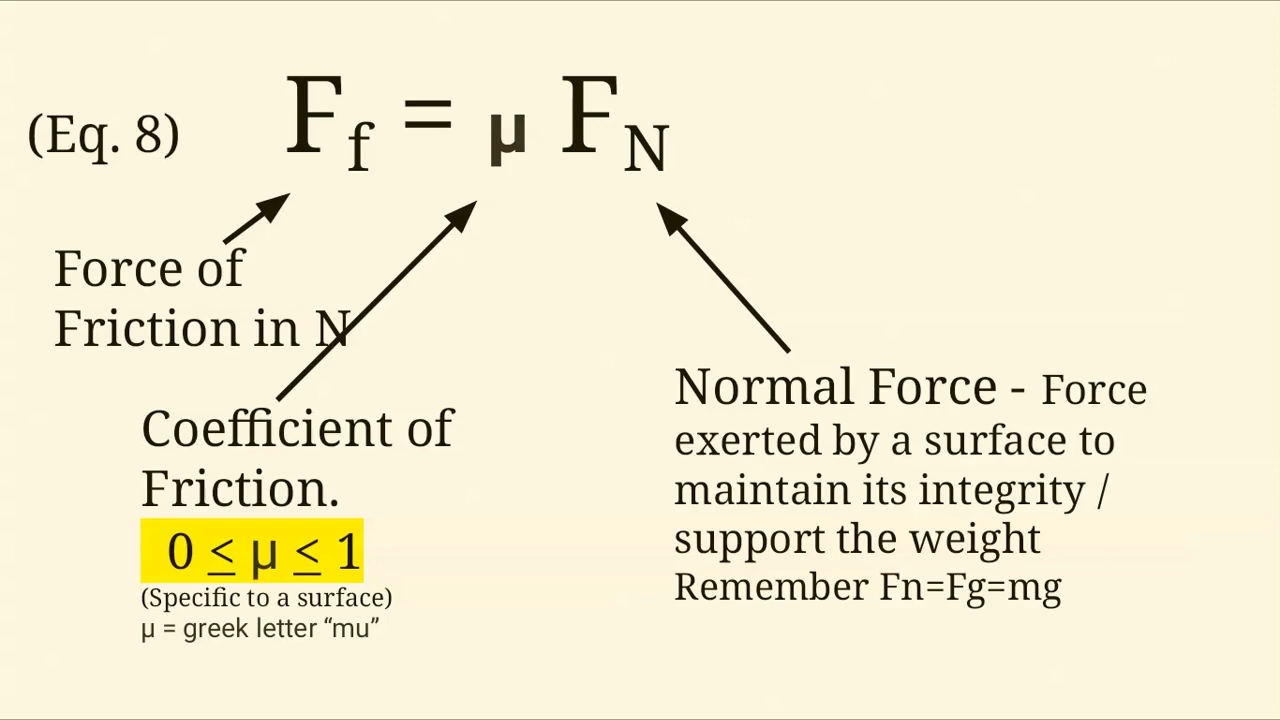 (Eq. 8) Ff = µ FN
Force of
Friction in N
Coefficient of
Friction.
0 ≤ µ ≤ 1
(Specific to a surface)
µ = greek letter “mu”
Normal Force - Force
exerted by a surface to
maintain its integrity /
support the weight
Remember Fn=Fg=mg